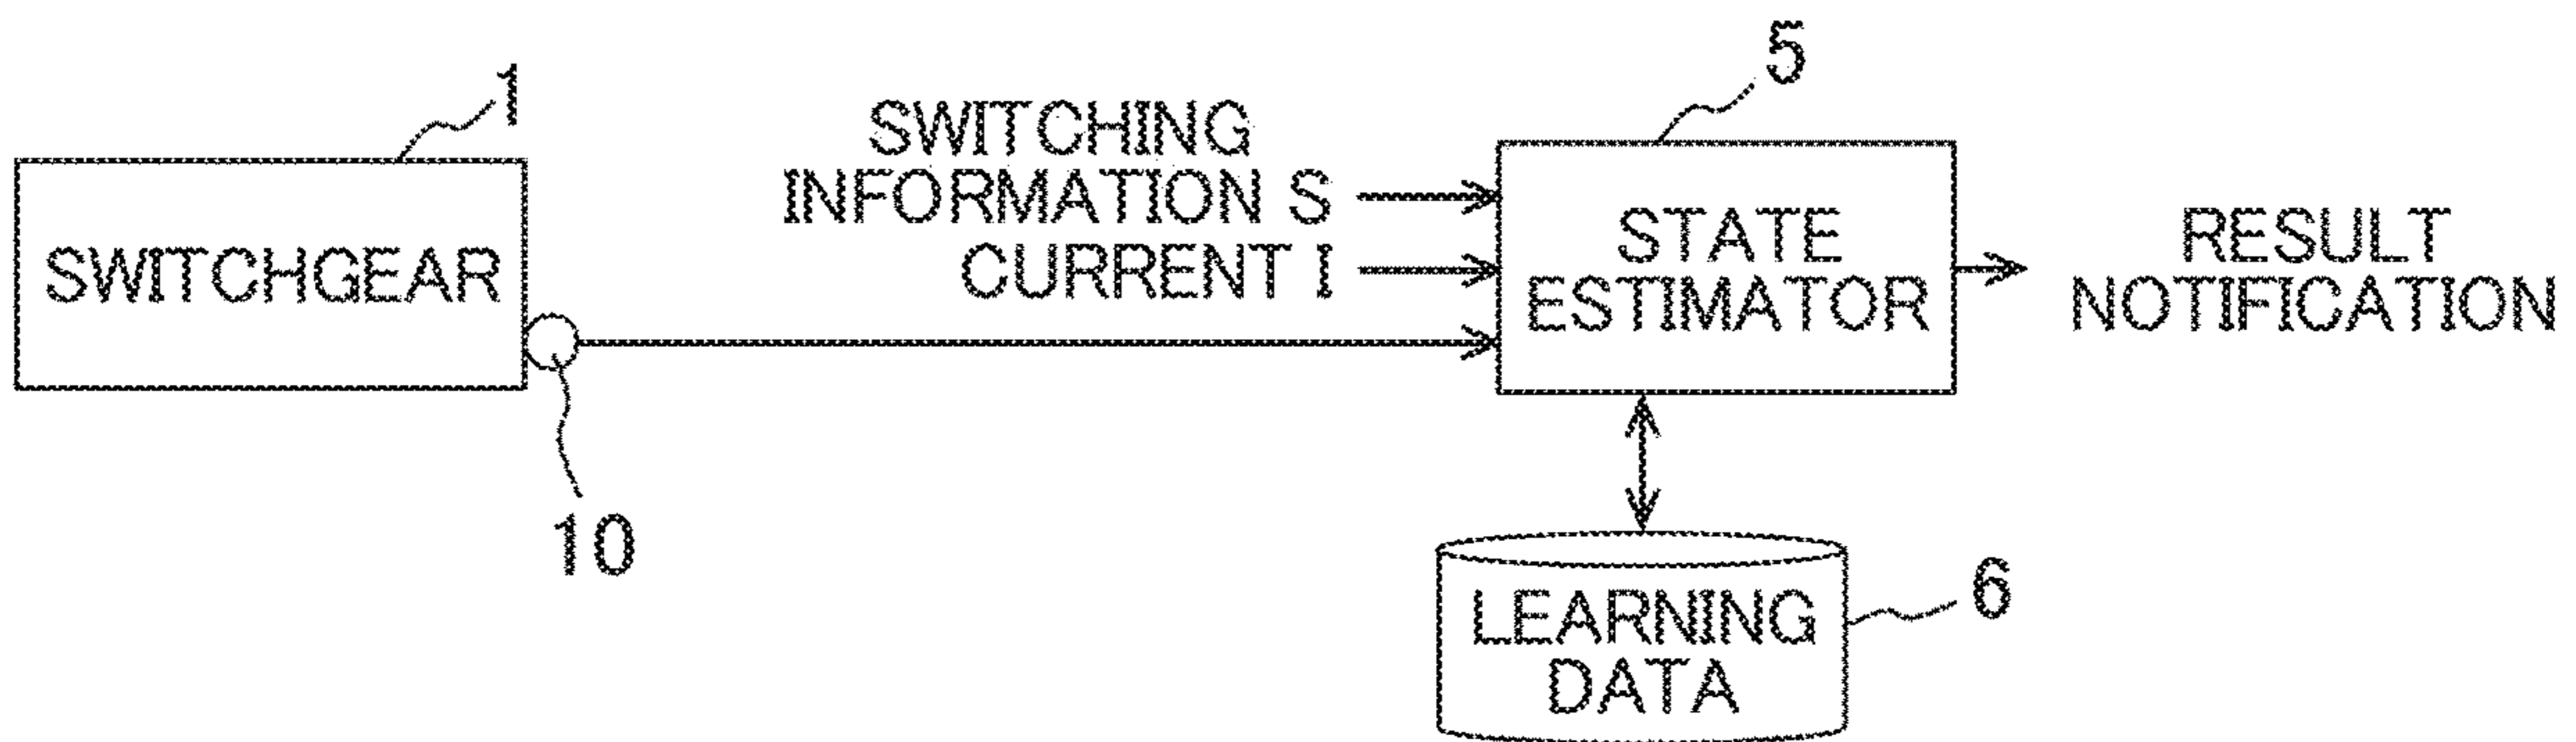 1
5
SWITCHING
INFORMATION S
CURRENT I
SWITCHGEAR
STATE
ESTIMATOR
RESULT
NOTIFICATION
10
LEARNING
DATA
6